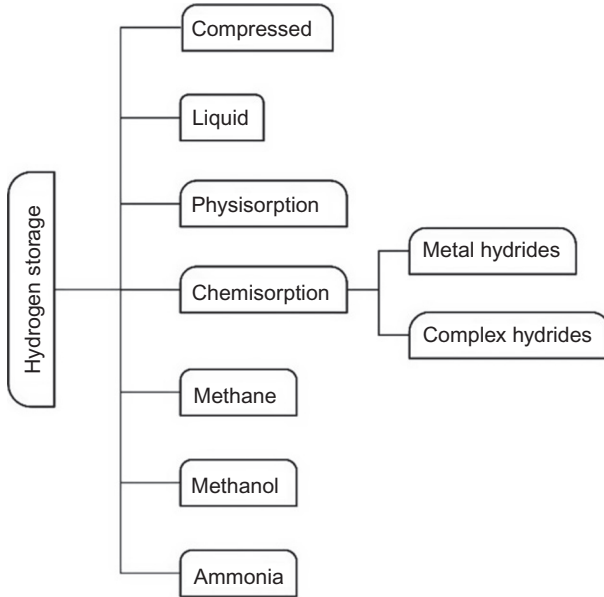 Hydrogen storage
Compressed
Liquid
Physisorption
Chemisorption
Metal hydrides
Complex hydrides
Methane
Methanol
Ammonia